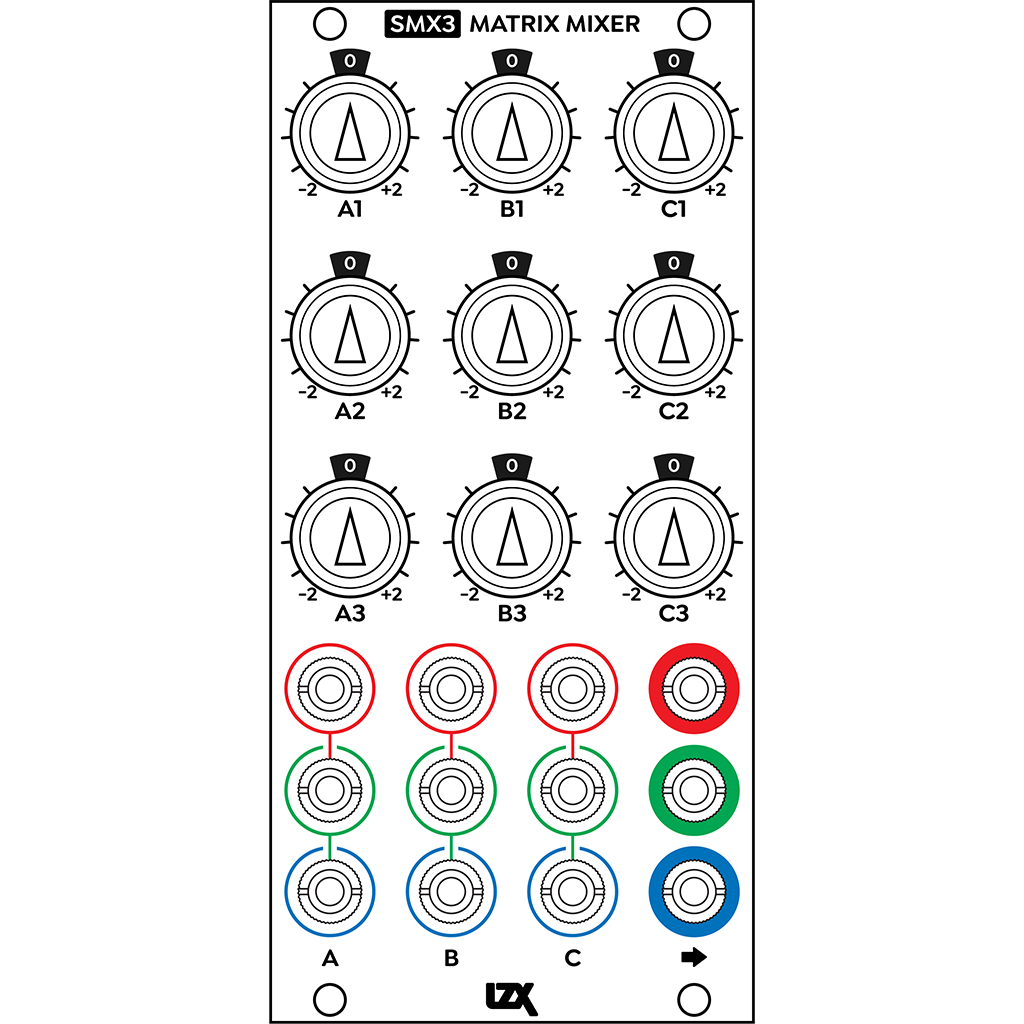 SMX3 MATRIX MIXER
0 0 0
-2 +2 -2 +2 -2 +2
A1 B1 C1
0 0 0
-2 +2 -2 +2 -2 +2
A2 B2 C2
0 0 0
-2 +2 -2 +2 -2 +2
A3 B3 C3
A B C
LZX